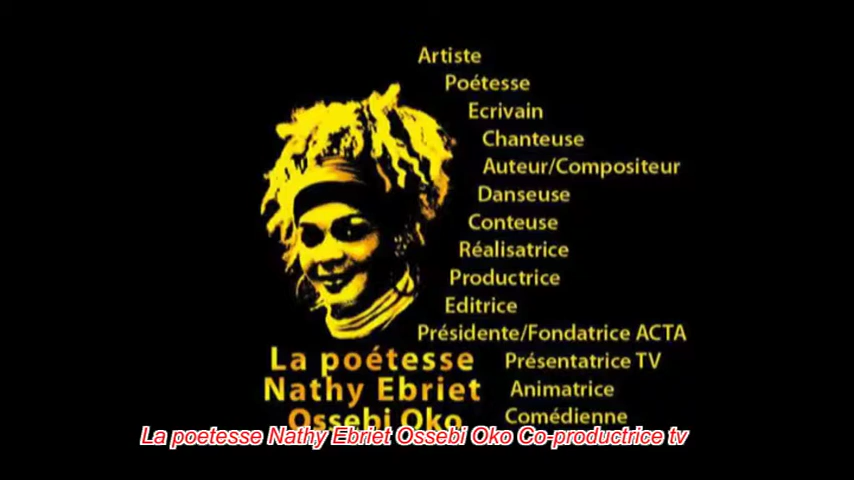 Artiste
Poétesse
Ecrivain
Chanteuse
Auteur/Compositeur
Danseuse
Conteuse
Réalisatrice
Productrice
Editrice
Présidente/Fondatrice ACTA
Présentatrice TV
Animatrice
Comédienne
La poétesse
Nathy Ebriet
Ossebi Oko
La poetesse Nathy Ebriet Ossebi Oko Co-productrice tv